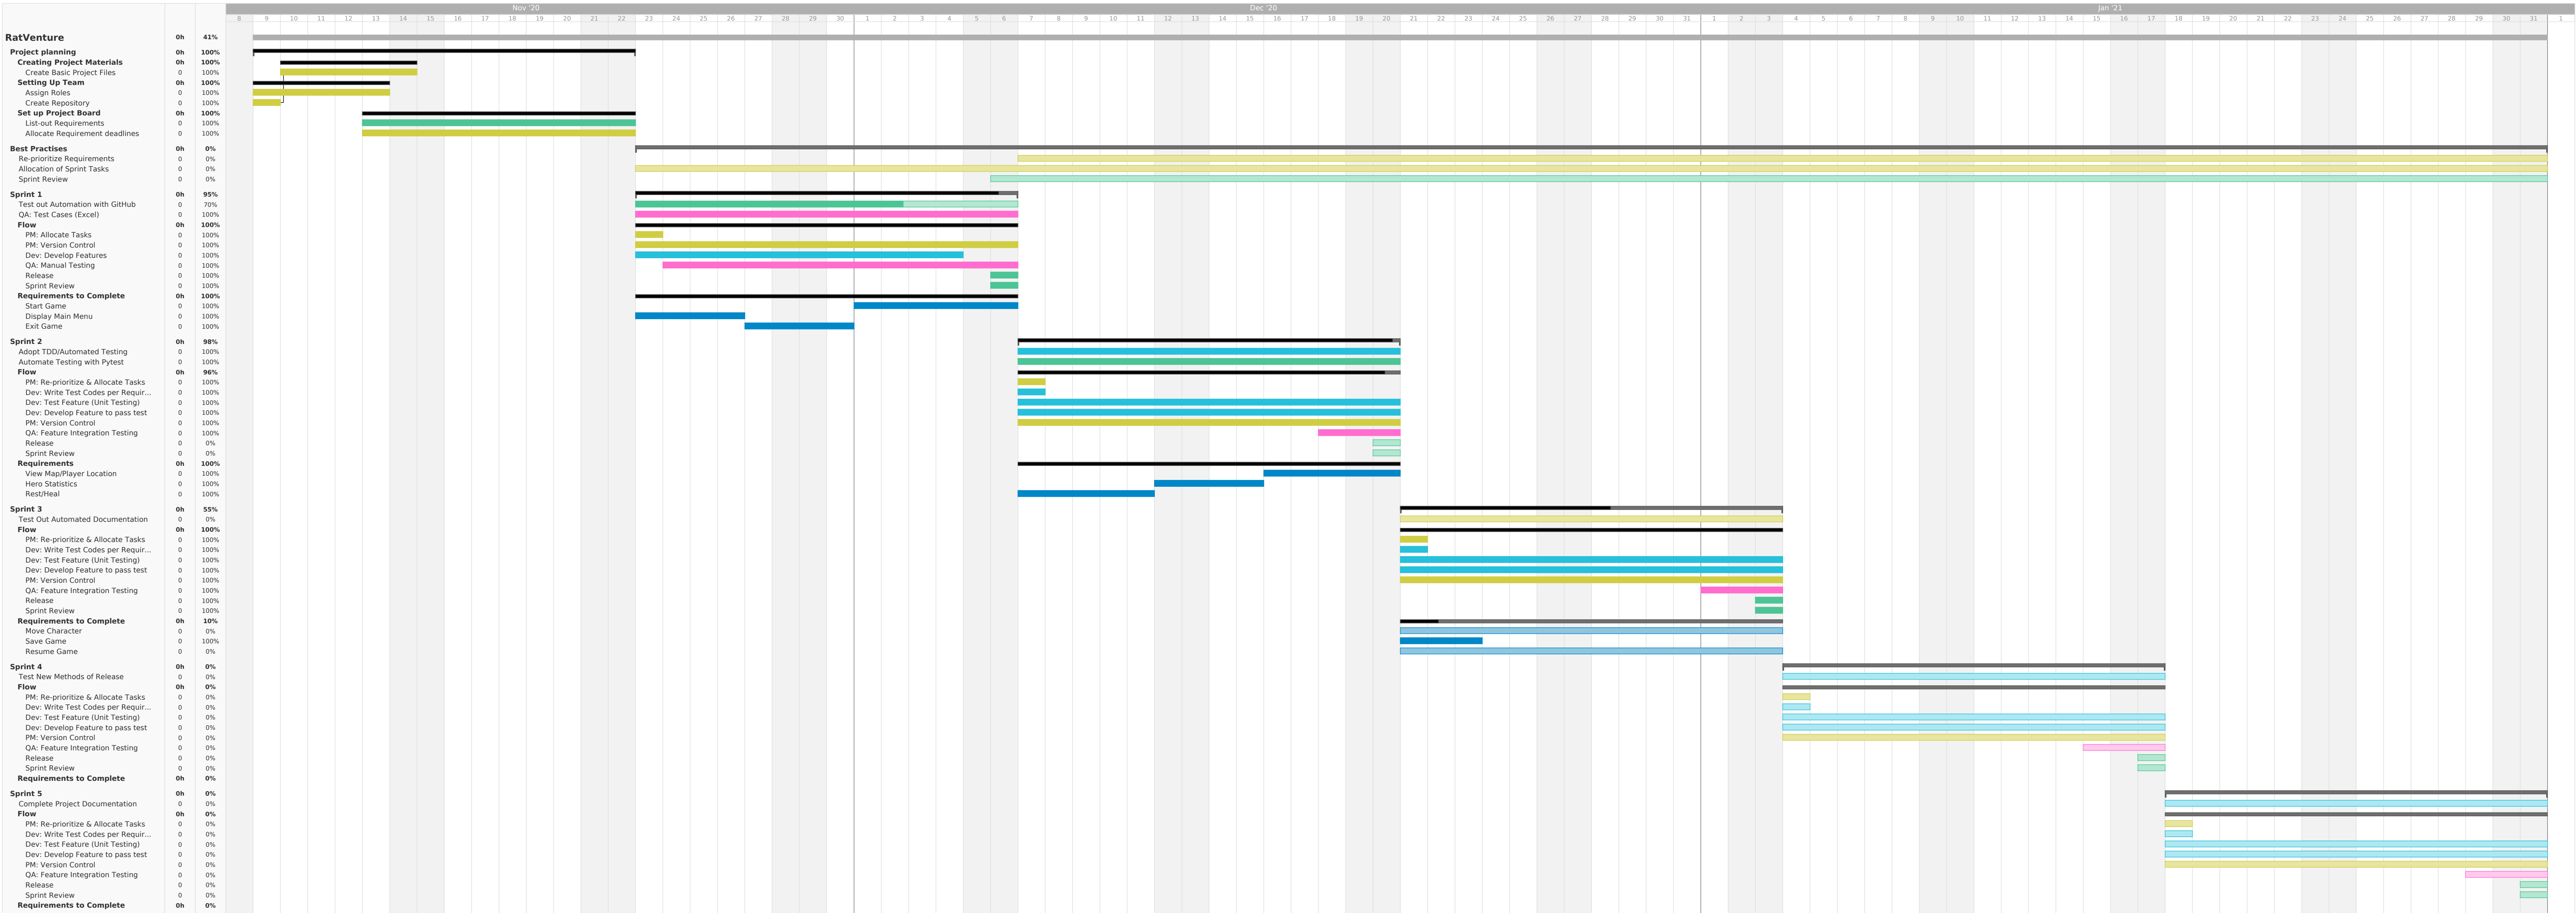 Nov '20 Dec '20 Jan '21
8 9 10 11 12 13 14 15 16 17 18 19 20 21 22 23 24 25 26 27 28 29 30 1 2 3 4 5 6 7 8 9 10 11 12 13 14 15 16 17 18 19 20 21 22 23 24 25 26 27 28 29 30 31 1 2 3 4 5 6 7 8 9 10 11 12 13 14 15 16 17 18 19 20 21 22 23 24 25 26 27 28 29 30 31 1
RatVenture 0h 41%
Project planning 0h 100%
Creating Project Materials 0h 100%
Create Basic Project Files 0 100%
Setting Up Team 0h 100%
Assign Roles 0 100%
Create Repository 0 100%
Set up Project Board 0h 100%
List-out Requirements 0 100%
Allocate Requirement deadlines 0 100%
Best Practises 0h 0%
Re-prioritize Requirements 0 0%
Allocation of Sprint Tasks 0 0%
Sprint Review 0 0%
Sprint 1 0h 95%
Test out Automation with GitHub 0 70%
QA: Test Cases (Excel) 0 100%
Flow 0h 100%
PM: Allocate Tasks 0 100%
PM: Version Control 0 100%
Dev: Develop Features 0 100%
QA: Manual Testing 0 100%
Release 0 100%
Sprint Review 0 100%
Requirements to Complete 0h 100%
Start Game 0 100%
Display Main Menu 0 100%
Exit Game 0 100%
Sprint 2 0h 98%
Adopt TDD/Automated Testing 0 100%
Automate Testing with Pytest 0 100%
Flow 0h 96%
PM: Re-prioritize & Allocate Tasks 0 100%
Dev: Write Test Codes per Requir... 0 100%
Dev: Test Feature (Unit Testing) 0 100%
Dev: Develop Feature to pass test 0 100%
PM: Version Control 0 100%
QA: Feature Integration Testing 0 100%
Release 0 0%
Sprint Review 0 0%
Requirements 0h 100%
View Map/Player Location 0 100%
Hero Statistics 0 100%
Rest/Heal 0 100%
Sprint 3 0h 55%
Test Out Automated Documentation 0 0%
Flow 0h 100%
PM: Re-prioritize & Allocate Tasks 0 100%
Dev: Write Test Codes per Requir... 0 100%
Dev: Test Feature (Unit Testing) 0 100%
Dev: Develop Feature to pass test 0 100%
PM: Version Control 0 100%
QA: Feature Integration Testing 0 100%
Release 0 100%
Sprint Review 0 100%
Requirements to Complete 0h 10%
Move Character 0 0%
Save Game 0 100%
Resume Game 0 0%
Sprint 4 0h 0%
Test New Methods of Release 0 0%
Flow 0h 0%
PM: Re-prioritize & Allocate Tasks 0 0%
Dev: Write Test Codes per Requir... 0 0%
Dev: Test Feature (Unit Testing) 0 0%
Dev: Develop Feature to pass test 0 0%
PM: Version Control 0 0%
QA: Feature Integration Testing 0 0%
Release 0 0%
Sprint Review 0 0%
Requirements to Complete 0h 0%
Sprint 5 0h 0%
Complete Project Documentation 0 0%
Flow 0h 0%
PM: Re-prioritize & Allocate Tasks 0 0%
Dev: Write Test Codes per Requir... 0 0%
Dev: Test Feature (Unit Testing) 0 0%
Dev: Develop Feature to pass test 0 0%
PM: Version Control 0 0%
QA: Feature Integration Testing 0 0%
Release 0 0%
Sprint Review 0 0%
Requirements to Complete 0h 0%